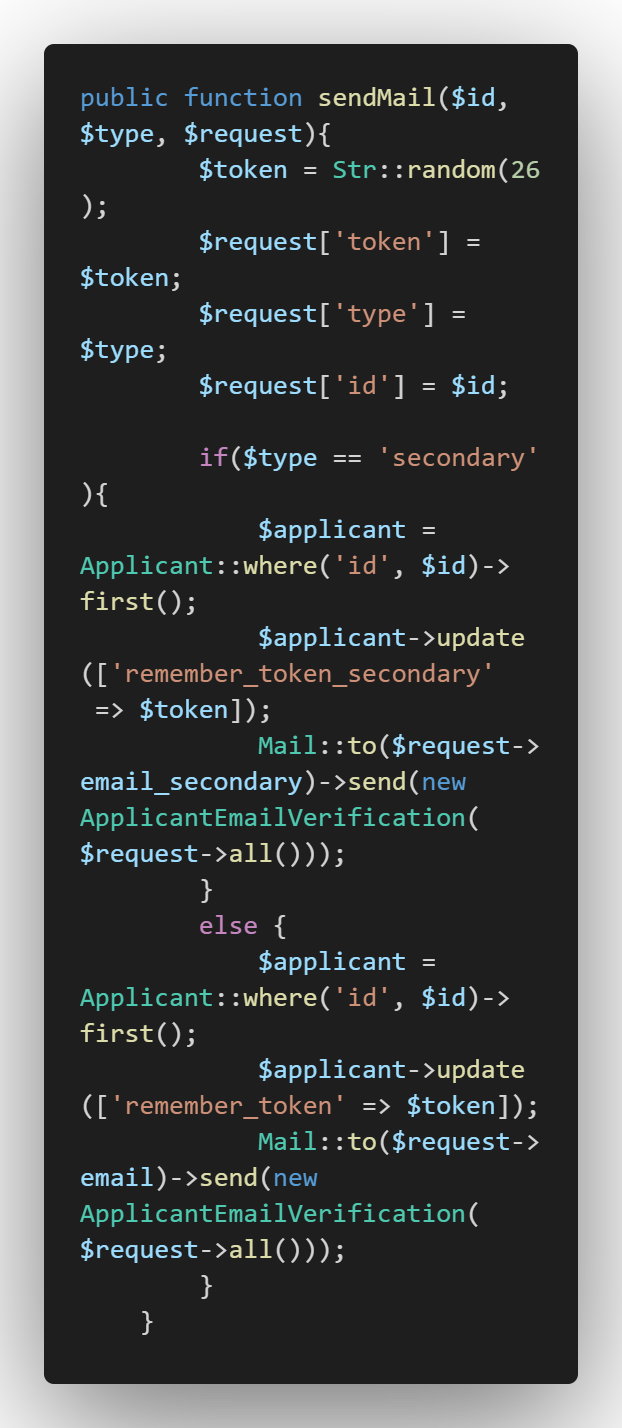 public function sendMail($id,
$type, $request){
        $token = Str::random(26
);
        $request['token'] =
$token;
        $request['type'] =
$type;
        $request['id'] = $id;

        if($type == 'secondary'
){
            $applicant =
Applicant::where('id', $id)->
first();
            $applicant->update
(['remember_token_secondary'
 => $token]);
            Mail::to($request->
email_secondary)->send(new
ApplicantEmailVerification(
$request->all()));
        }
        else {
            $applicant =
Applicant::where('id', $id)->
first();
            $applicant->update
(['remember_token' => $token]);
            Mail::to($request->
email)->send(new
ApplicantEmailVerification(
$request->all()));
        }
    }